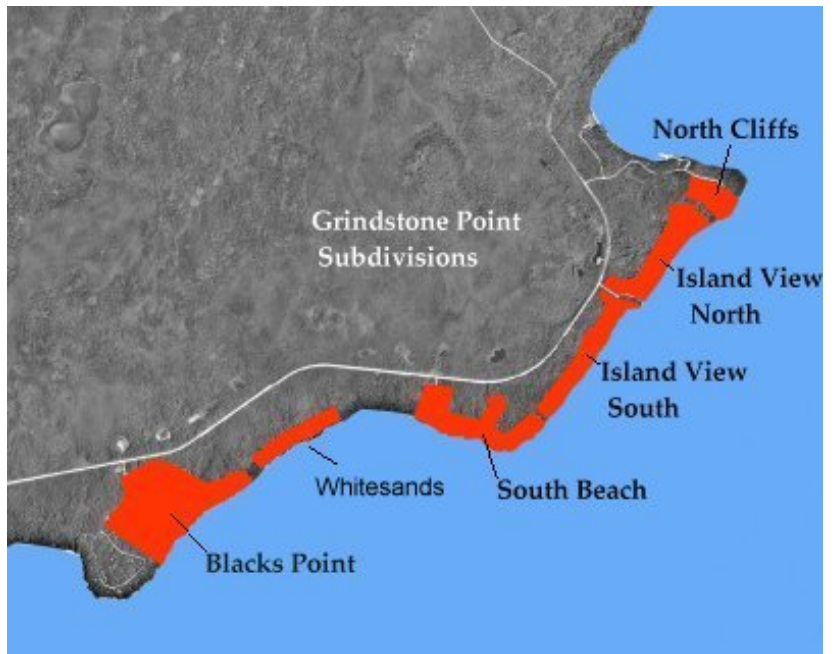 North Cliffs
Grindstone Point
Subdivisions
Island View
North
Island View
South
Whitesands
South Beach
Blacks Point